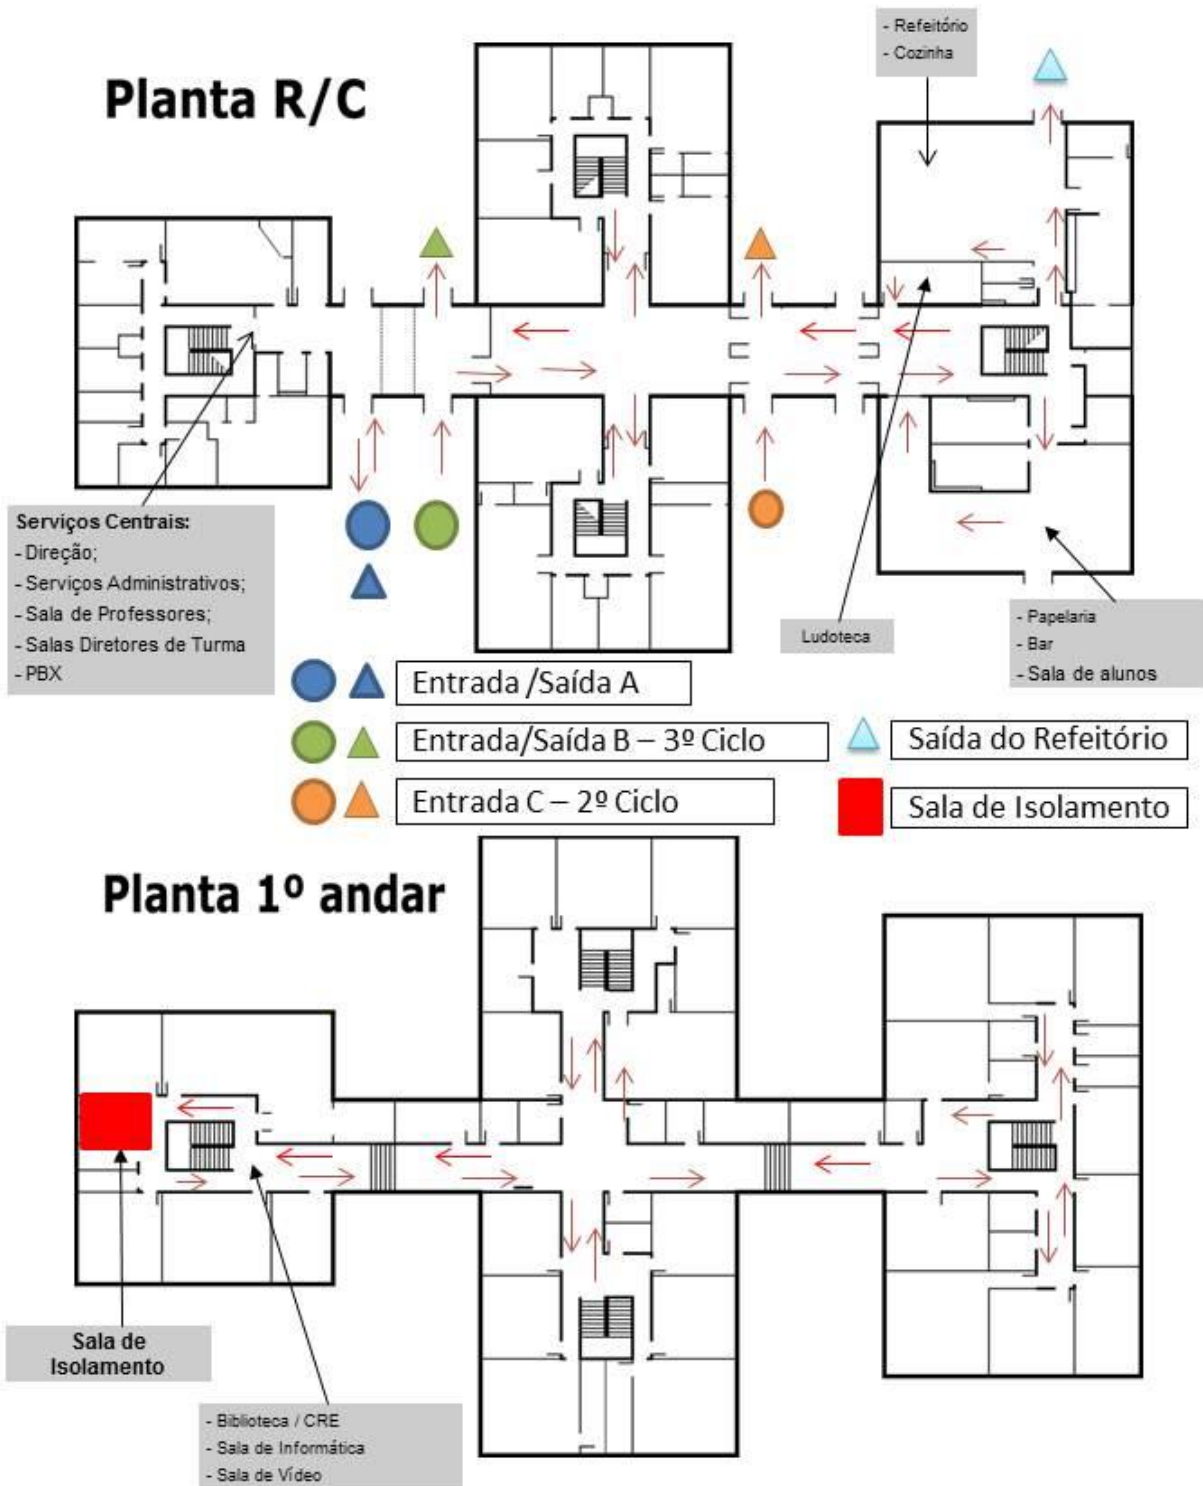 - Refeitório
- Cozinha
Planta R/C
Serviços Centrais:
- Direção;
- Serviços Administrativos;
- Sala de Professores;
- Salas Diretores de Turma
- PBX
Ludoteca
- Papelaria
- Bar
- Sala de alunos
Entrada /Saída A
Entrada/Saída B – 3º Ciclo
Saída do Refeitório
Entrada C – 2º Ciclo
Sala de Isolamento
Planta 1º andar
Sala de
Isolamento
- Biblioteca / CRE
- Sala de Informática
- Sala de Vídeo